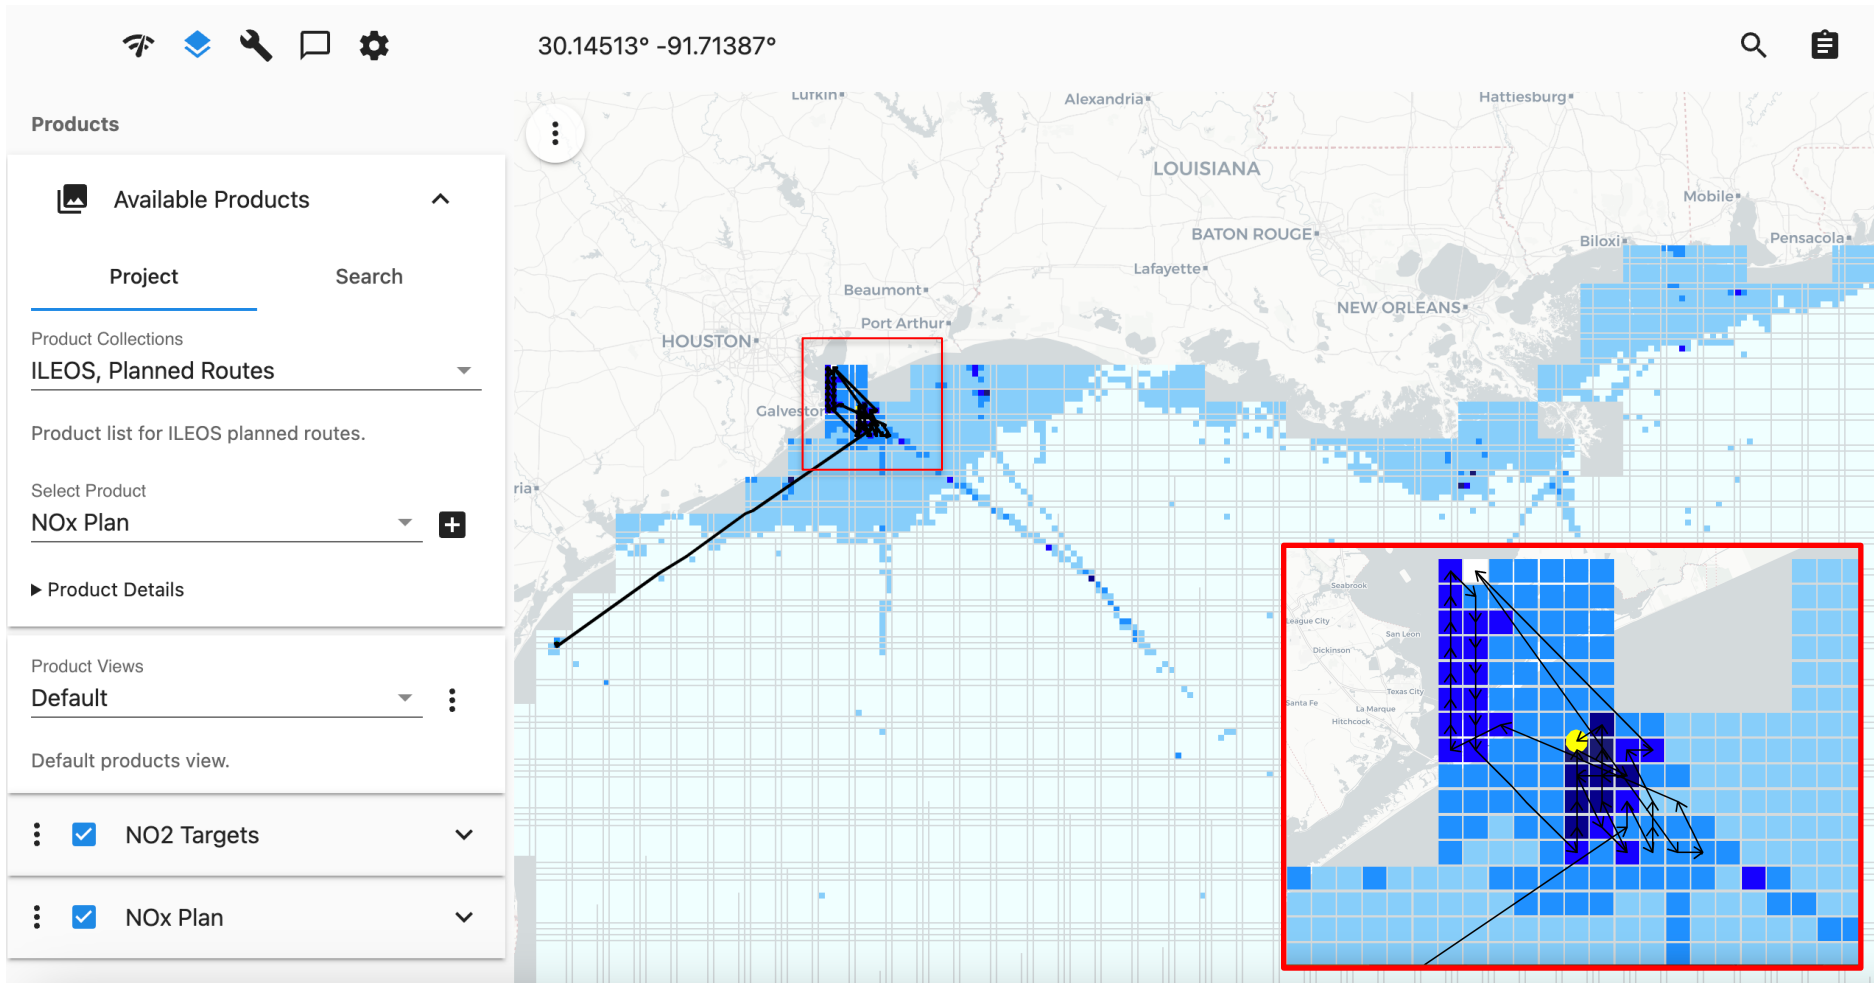 30.14513° -91.71387°
Products
Available Products
Project
Search
Product Collections
ILEOS, Planned Routes
Product list for ILEOS planned routes.
Select Product
NOx Plan
Product Details
Product Views
Default
Default products view.
NO2 Targets
NOx Plan
Lufkin
Alexandria
Hattiesburg
LOUISIANA
Mobile
BATON ROUGE
Biloxi
Pensacola
Lafayette
Beaumont
NEW ORLEANS
Port Arthur
HOUSTON
Galveston
ria
Seabrook
League City
San Leon
Dickinson
Texas City
Santa Fe
La Marque
Hitchcock